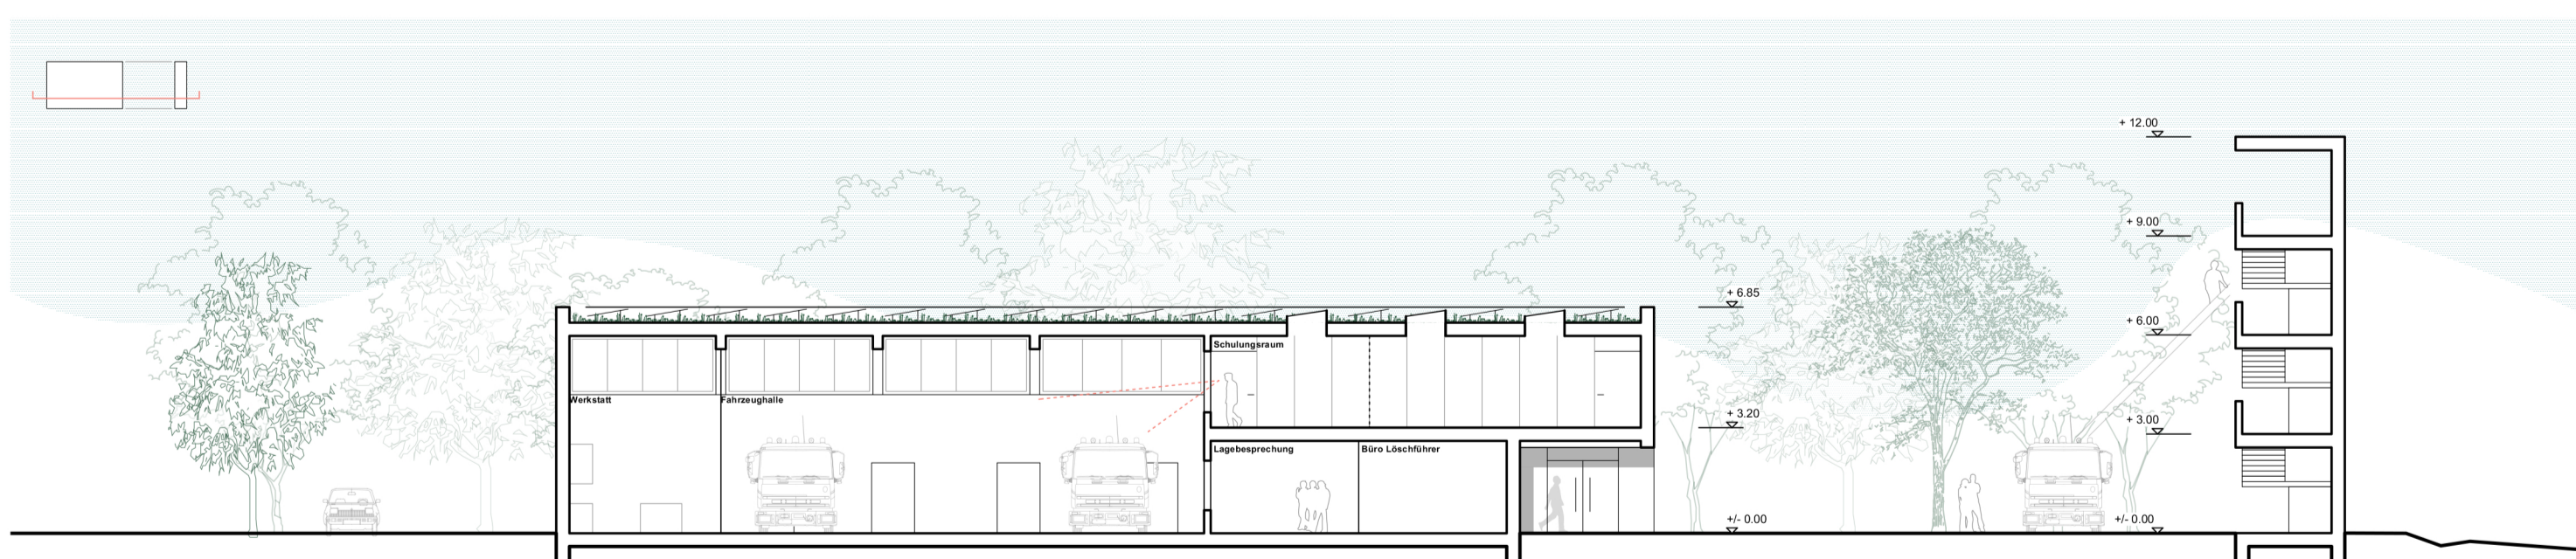 + 12.00
+ 9.00
+ 6.85
+ 6.00
Schulungsraum
Werkstatt
Fahrzeughalle
+ 3.20
+ 3.00
Lagebesprechung
Büro Löschführer
+/- 0.00
+/- 0.00